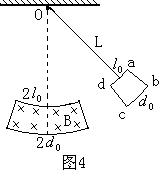 O
L
l₀ a
d b
d₀
c
2l₀
× × × ×
B
× × × ×
2d₀
图4